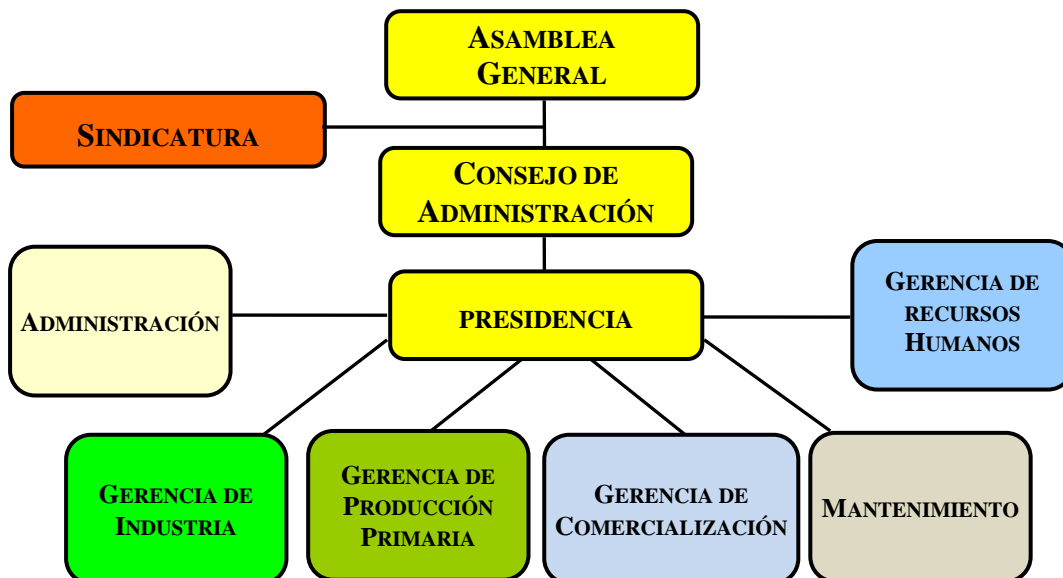 ASAMBLEA
GENERAL
SINDICATURA
CONSEJO DE
ADMINISTRACIÓN
ADMINISTRACIÓN
PRESIDENCIA
GERENCIA DE
RECURSOS
HUMANOS
GERENCIA DE
INDUSTRIA
GERENCIA DE
PRODUCCIÓN
PRIMARIA
GERENCIA DE
COMERCIALIZACIÓN
MANTENIMIENTO